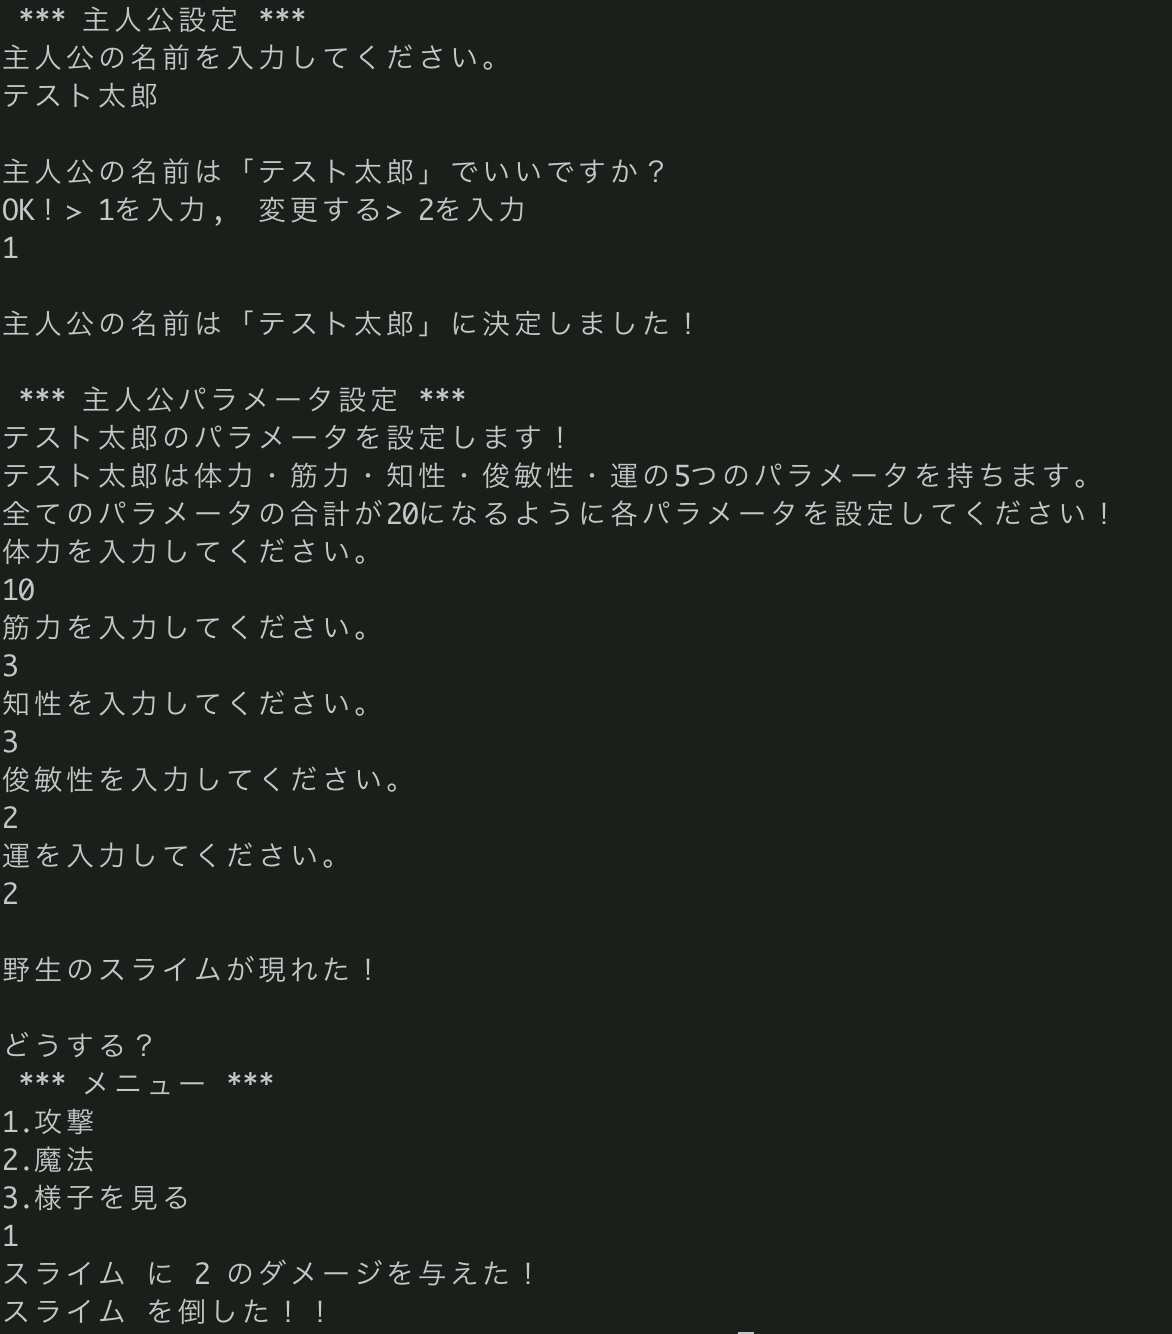 *** 主人公設定 ***
主人公の名前を入力してください。
テスト太郎
主人公の名前は「テスト太郎」でいいですか？
OK！> 1を入力, 変更する> 2を入力
1
主人公の名前は「テスト太郎」に決定しました！
*** 主人公パラメータ設定 ***
テスト太郎のパラメータを設定します！
テスト太郎は体力・筋力・知性・俊敏性・運の5つのパラメータを持ちます。
全てのパラメータの合計が20になるように各パラメータを設定してください！
体力を入力してください。
10
筋力を入力してください。
3
知性を入力してください。
3
俊敏性を入力してください。
2
運を入力してください。
2
野生のスライムが現れた！
どうする？
*** メニュー ***
1.攻撃
2.魔法
3.様子を見る
1
スライム に 2 のダメージを与えた！
スライム を倒した！！